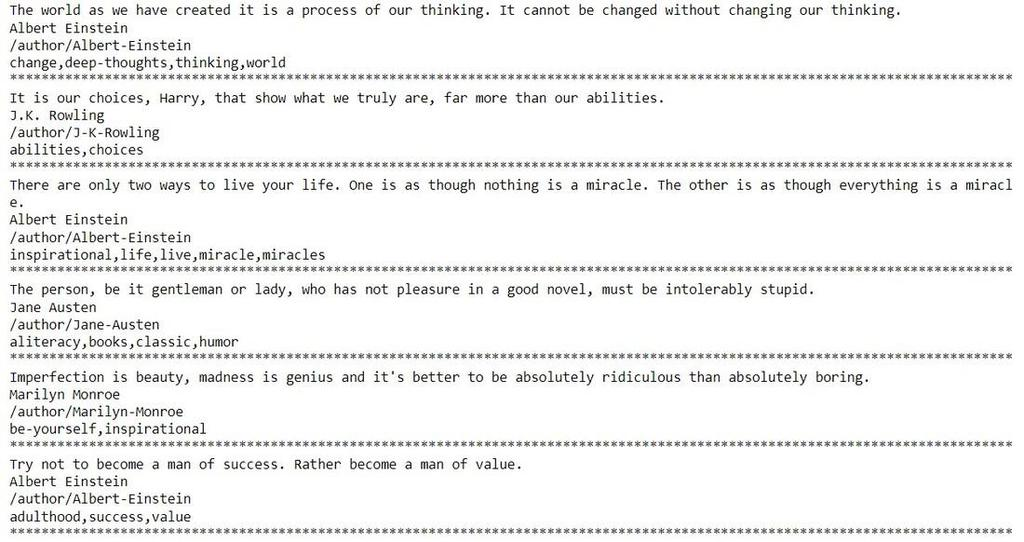 The world as we have created it is a process of our thinking. It cannot be changed without changing our thinking.
Albert Einstein
/author/Albert-Einstein
change,deep-thoughts,thinking,world
****************************************************************************************************************************
It is our choices, Harry, that show what we truly are, far more than our abilities.
J.K. Rowling
/author/J-K-Rowling
abilities,choices
****************************************************************************************************************************
There are only two ways to live your life. One is as though nothing is a miracle. The other is as though everything is a miracl
e.
Albert Einstein
/author/Albert-Einstein
inspirational,life,live,miracle,miracles
****************************************************************************************************************************
The person, be it gentleman or lady, who has not pleasure in a good novel, must be intolerably stupid.
Jane Austen
/author/Jane-Austen
aliteracy,books,classic,humor
****************************************************************************************************************************
Imperfection is beauty, madness is genius and it's better to be absolutely ridiculous than absolutely boring.
Marilyn Monroe
/author/Marilyn-Monroe
be-yourself,inspirational
****************************************************************************************************************************
Try not to become a man of success. Rather become a man of value.
Albert Einstein
/author/Albert-Einstein
adulthood,success,value
****************************************************************************************************************************